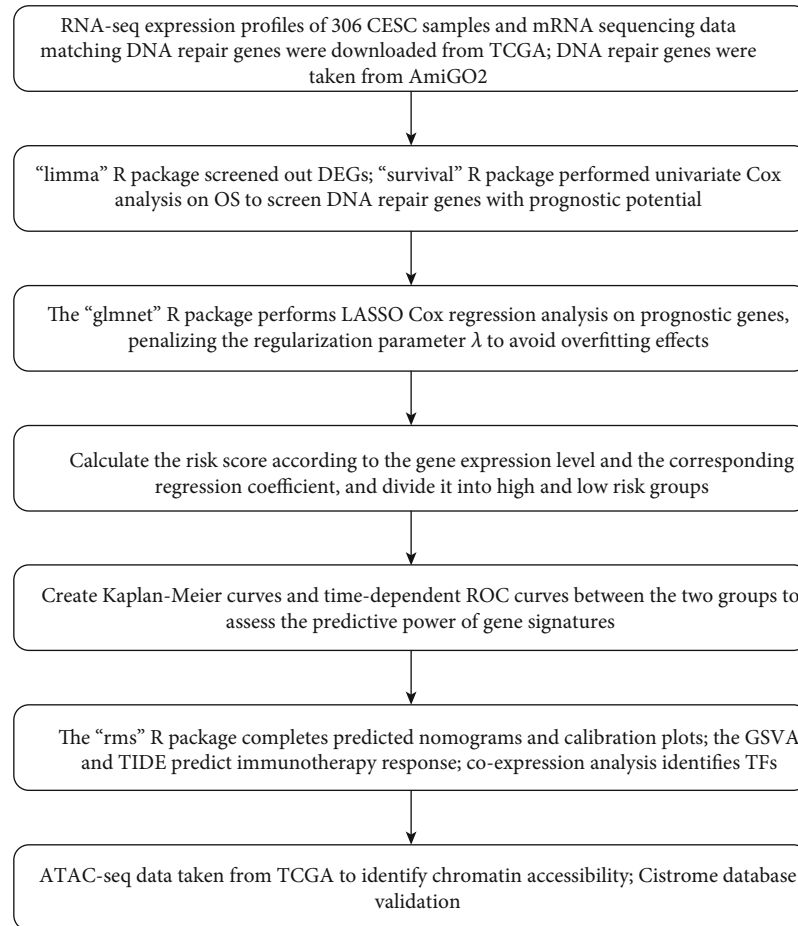 RNA-seq expression profiles of 306 CESC samples and mRNA sequencing data
matching DNA repair genes were downloaded from TCGA; DNA repair genes were
taken from AmiGO2
“limma” R package screened out DEGs; “survival” R package performed univariate Cox
analysis on OS to screen DNA repair genes with prognostic potential
The “glmnet” R package performs LASSO Cox regression analysis on prognostic genes,
penalizing the regularization parameter λ to avoid overfitting effects
Calculate the risk score according to the gene expression level and the corresponding
regression coefficient, and divide it into high and low risk groups
Create Kaplan-Meier curves and time-dependent ROC curves between the two groups to
assess the predictive power of gene signatures
The “rms” R package completes predicted nomograms and calibration plots; the GSVA
and TIDE predict immunotherapy response; co-expression analysis identifies TFs
ATAC-seq data taken from TCGA to identify chromatin accessibility; Cistrome database
validation